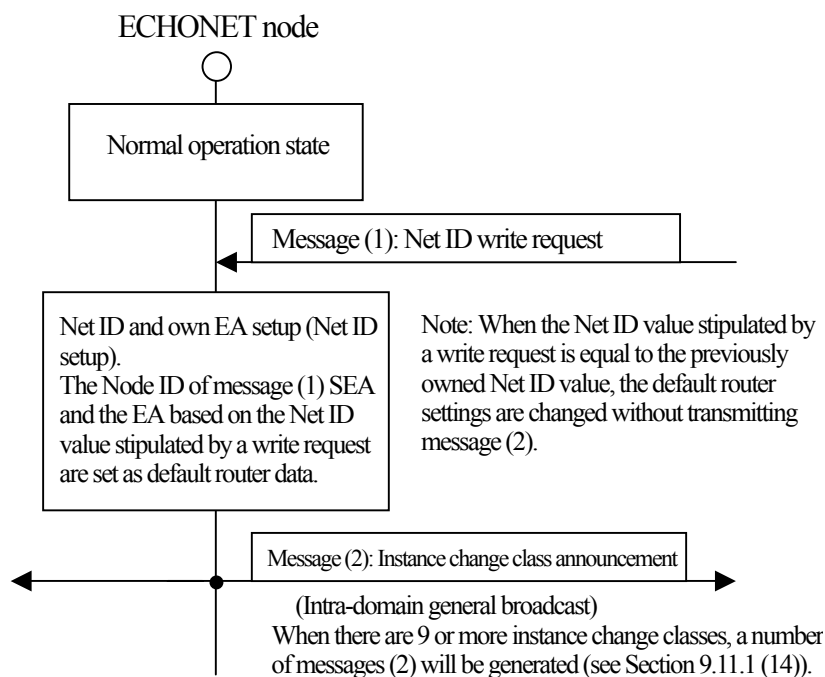 ECHONET node
Normal operation state
Message (1): Net ID write request
Net ID and own EA setup (Net ID
setup).
The Node ID of message (1) SEA
and the EA based on the Net ID
value stipulated by a write request
are set as default router data.
Note: When the Net ID value stipulated by
a write request is equal to the previously
owned Net ID value, the default router
settings are changed without transmitting
message (2).
Message (2): Instance change class announcement
(Intra-domain general broadcast)
When there are 9 or more instance change classes, a number
of messages (2) will be generated (see Section 9.11.1 (14)).